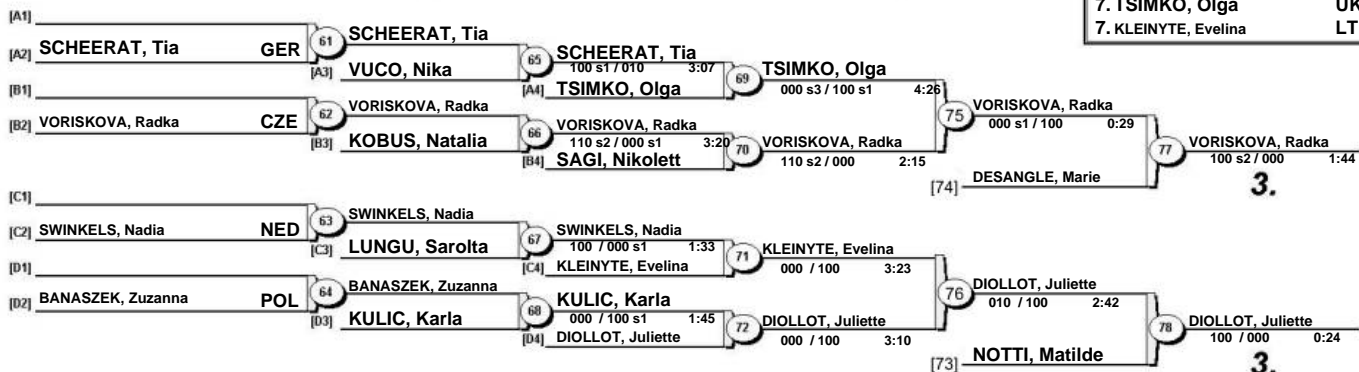 7. TSIMKO, Olga UK
7. KLEINYTE, Evelina LT
[A1]
[A2] SCHEERAT, Tia GER
61
SCHEERAT, Tia
[A3] VUCO, Nika
65
SCHEERAT, Tia
100 s1 / 010 3:07
[A4] TSIMKO, Olga
69
TSIMKO, Olga
000 s3 / 100 s1 4:26
[B1]
[B2] VORISKOVA, Radka CZE
62
VORISKOVA, Radka
[B3] KOBUS, Natalia
66
VORISKOVA, Radka
110 s2 / 000 s1 3:20
[B4] SAGI, Nikolett
70
VORISKOVA, Radka
110 s2 / 000 2:15
75
VORISKOVA, Radka
000 s1 / 100 0:29
[74] DESANGLE, Marie
77
VORISKOVA, Radka
100 s2 / 000 1:44
3.
[C1]
[C2] SWINKELS, Nadia NED
63
SWINKELS, Nadia
[C3] LUNGU, Sarolta
67
SWINKELS, Nadia
100 / 000 s1 1:33
[C4] KLEINYTE, Evelina
71
KLEINYTE, Evelina
000 / 100 3:23
[D1]
[D2] BANASZEK, Zuzanna POL
64
BANASZEK, Zuzanna
[D3] KULIC, Karla
68
KULIC, Karla
000 / 100 s1 1:45
[D4] DIOLLOT, Juliette
72
DIOLLOT, Juliette
000 / 100 3:10
76
DIOLLOT, Juliette
010 / 100 2:42
[73] NOTTI, Matilde
78
DIOLLOT, Juliette
100 / 000 0:24
3.